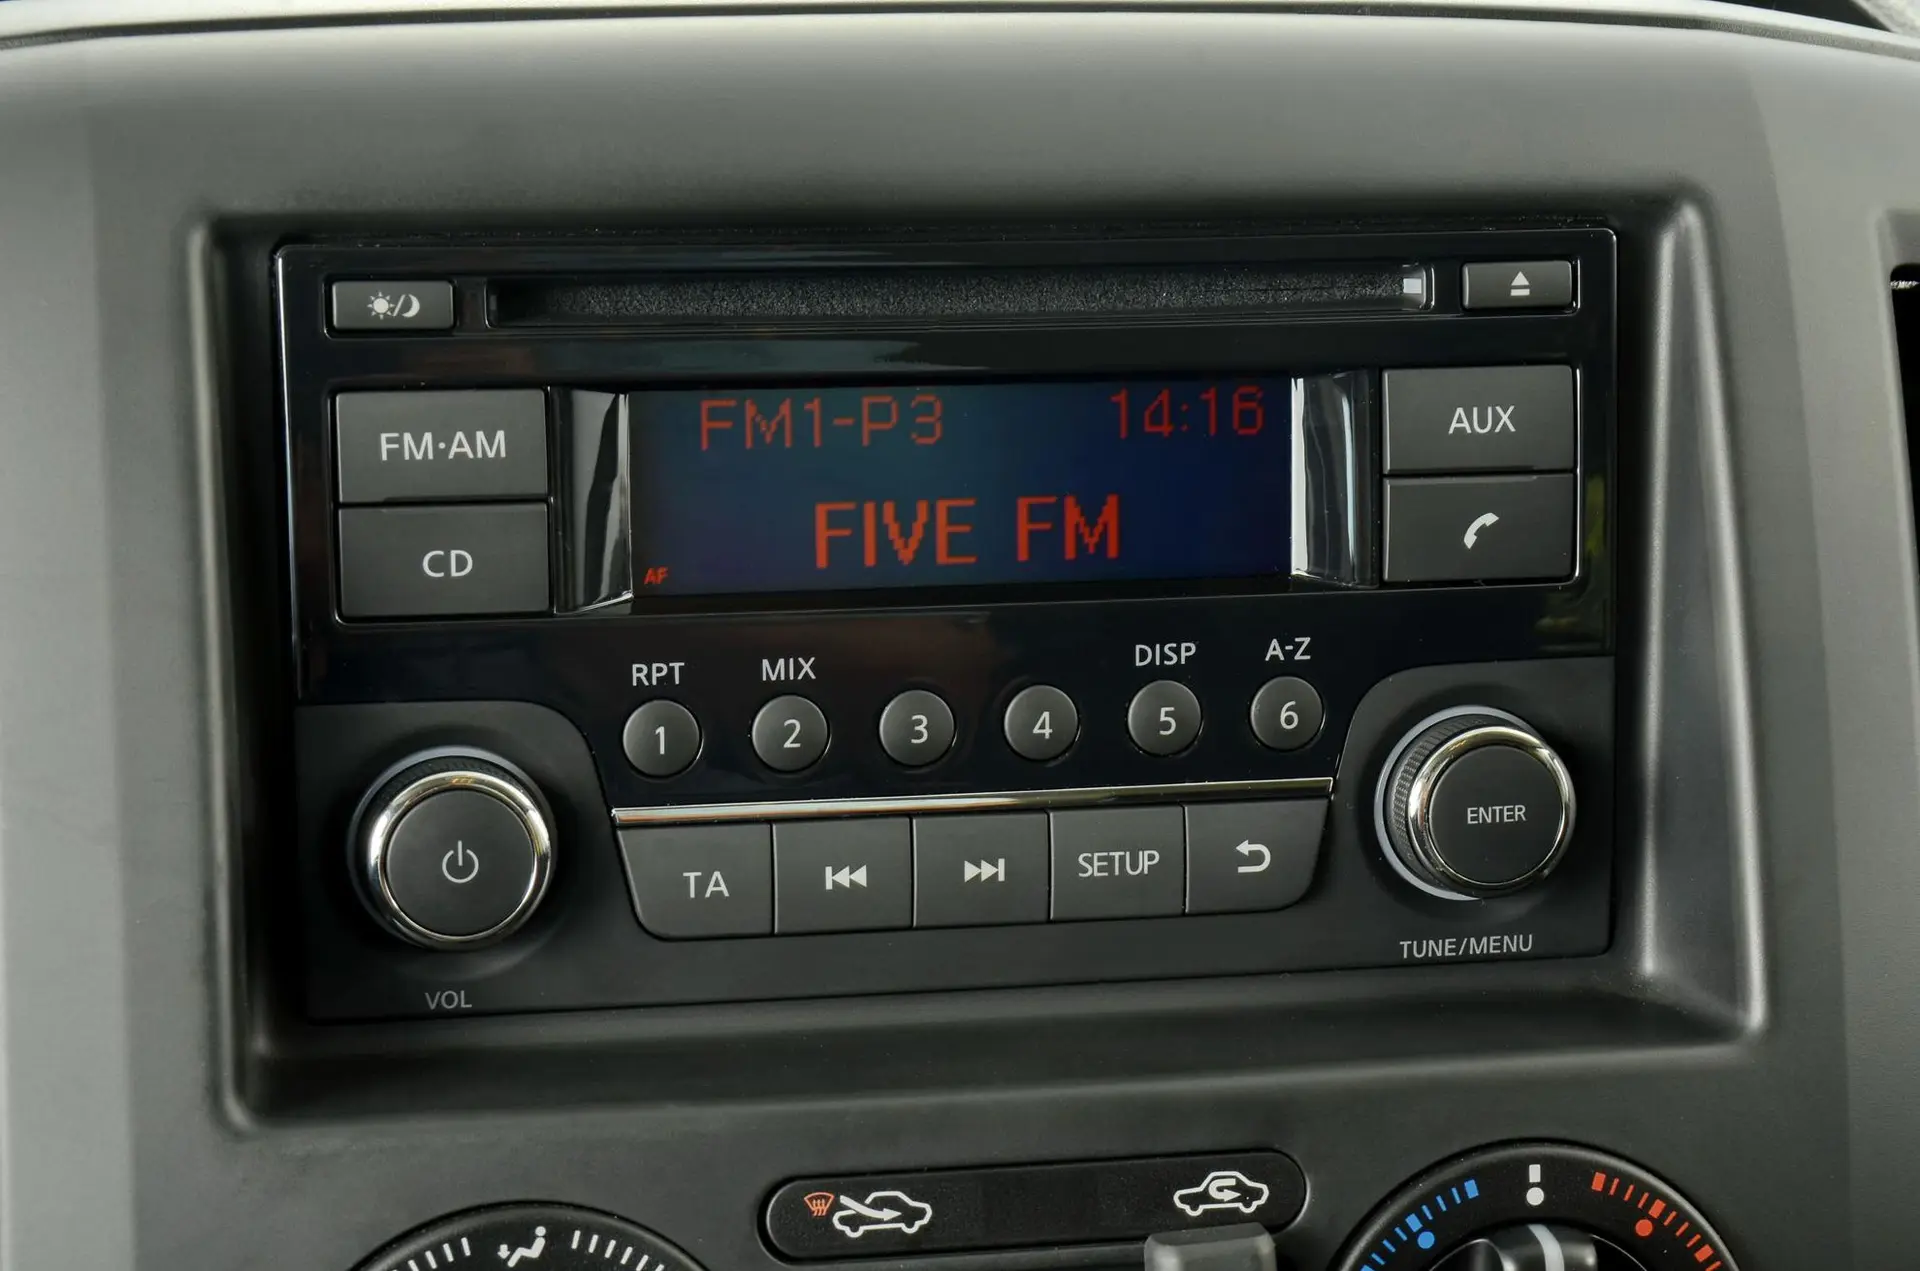 FM·AM
CD
FM1-P3 14:16
FIVE FM
AF
AUX
RPT MIX DISP A-Z
1 2 3 4 5 6
TA SETUP
ENTER
VOL
TUNE/MENU